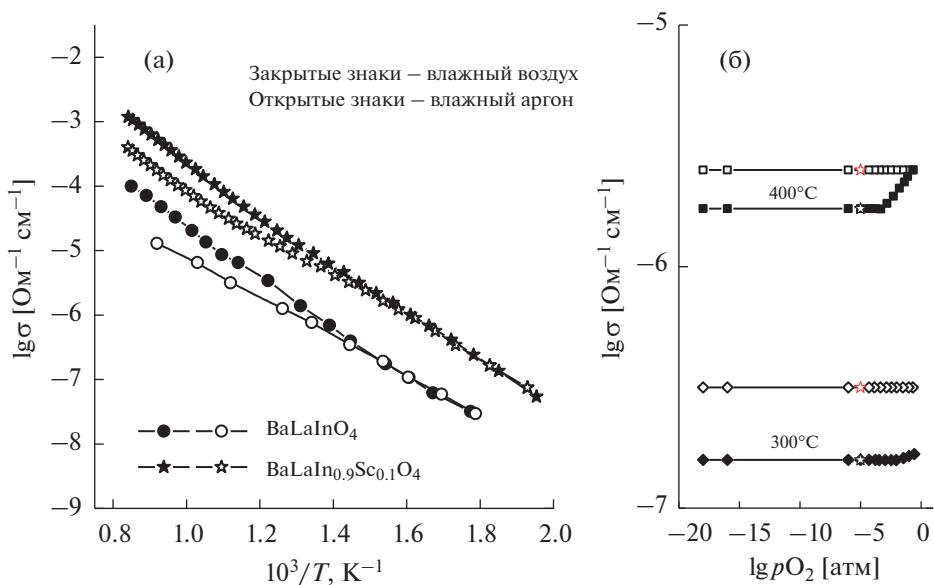 (а)
Закрытые знаки – влажный воздух
Открытые знаки – влажный аргон
lgσ [Ом⁻¹ см⁻¹]
−2
−3
−4
−5
−6
−7
−8
−9
BaLaInO₄
BaLaIn₀.₉Sc₀.₁O₄
0.8 1.0 1.2 1.4 1.6 1.8 2.0
10³/T, K⁻¹
(б)
lgσ [Ом⁻¹ см⁻¹]
−5
−6
−7
400°C
300°C
−20 −15 −10 −5 0
lg pO₂ [атм]